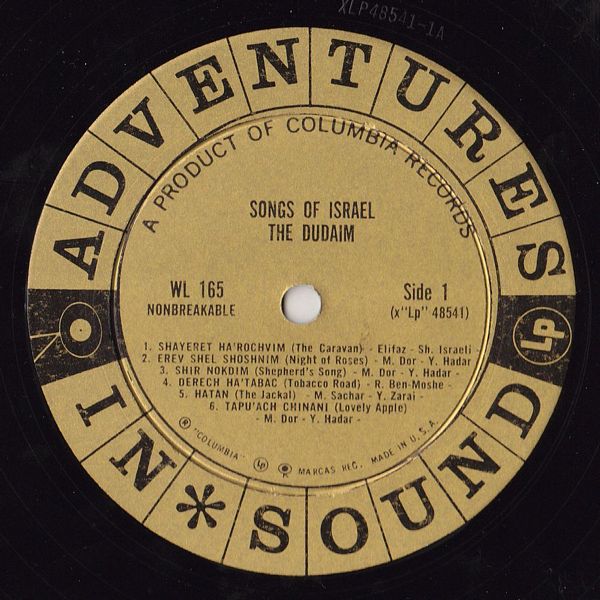 XLP48541-1A
ADVENTURES
IN * SOUND
Lp
A PRODUCT OF COLUMBIA RECORDS
SONGS OF ISRAEL
THE DUDAIM
WL 165
NONBREAKABLE
Side 1
(x"Lp" 48541)
1. SHAYERET HA'ROCHVIM (The Caravan) - Elifaz - Sh. Israeli
2. EREV SHEL SHOSHNIM (Night of Roses) - M. Dor - Y. Hadar -
3. SHIR NOKDIM (Shepherd's Song) - M. Dor - Y. Hadar -
4. DERECH HA'TABAC (Tobacco Road) - R. Ben-Moshe -
5. HATAN (The Jackal) - M. Sachar - Y. Zarai -
6. TAPU'ACH CHINANI (Lovely Apple)
- M. Dor - Y. Hadar -
® "COLUMBIA" Lp MARCAS REG. MADE IN U.S.A.